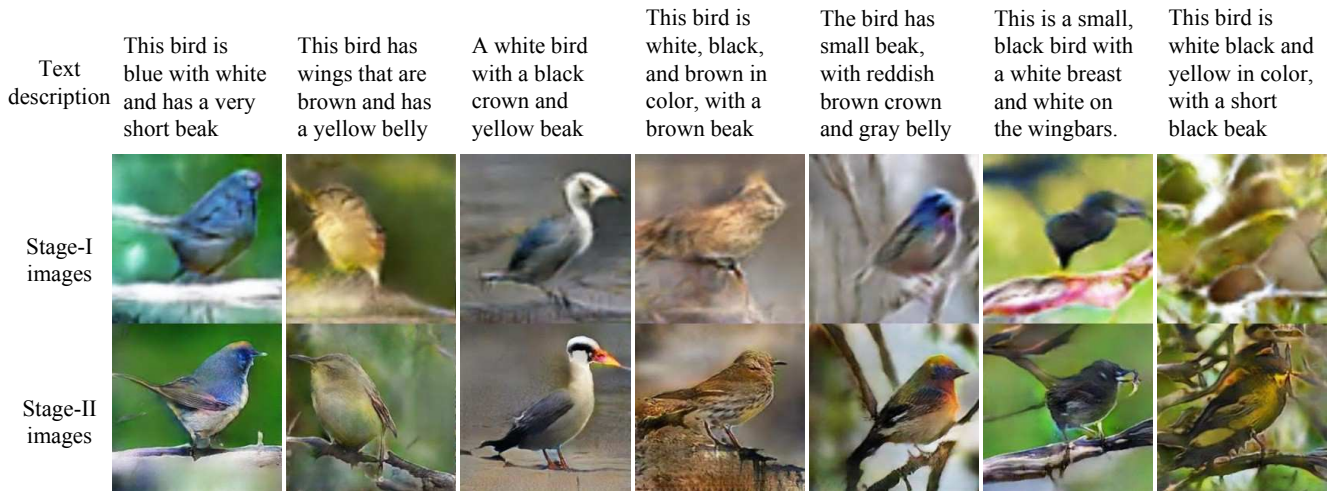 Text
description
This bird is
blue with white
and has a very
short beak
This bird has
wings that are
brown and has
a yellow belly
A white bird
with a black
crown and
yellow beak
This bird is
white, black,
and brown in
color, with a
brown beak
The bird has
small beak,
with reddish
brown crown
and gray belly
This is a small,
black bird with
a white breast
and white on
the wingbars.
This bird is
white black and
yellow in color,
with a short
black beak
Stage-I
images
Stage-II
images